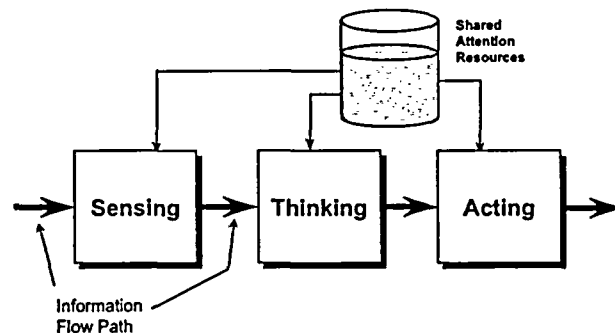 Shared
Attention
Resources
Sensing
Thinking
Acting
Information
Flow Path